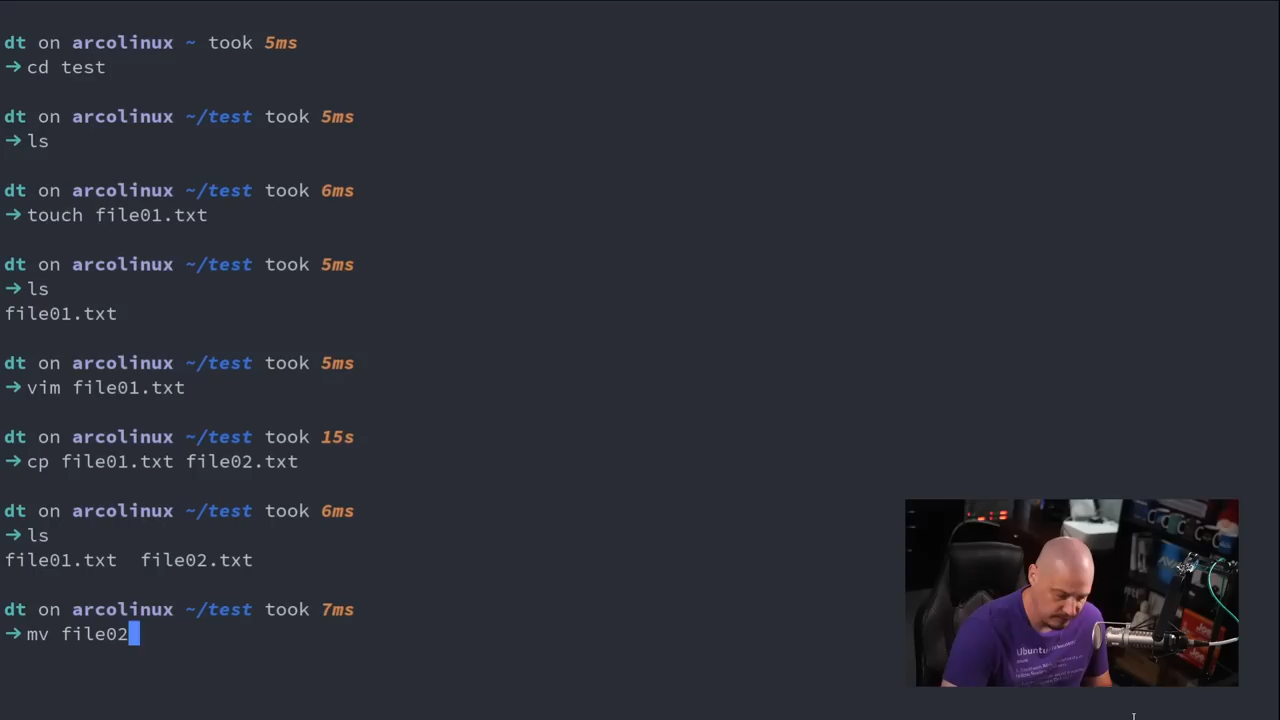 dt on arcolinux ~ took 5ms
→ cd test
dt on arcolinux ~/test took 5ms
→ ls
dt on arcolinux ~/test took 6ms
→ touch file01.txt
dt on arcolinux ~/test took 5ms
→ ls
file01.txt
dt on arcolinux ~/test took 5ms
→ vim file01.txt
dt on arcolinux ~/test took 15s
→ cp file01.txt file02.txt
dt on arcolinux ~/test took 6ms
→ ls
file01.txt  file02.txt
dt on arcolinux ~/test took 7ms
→ mv file02